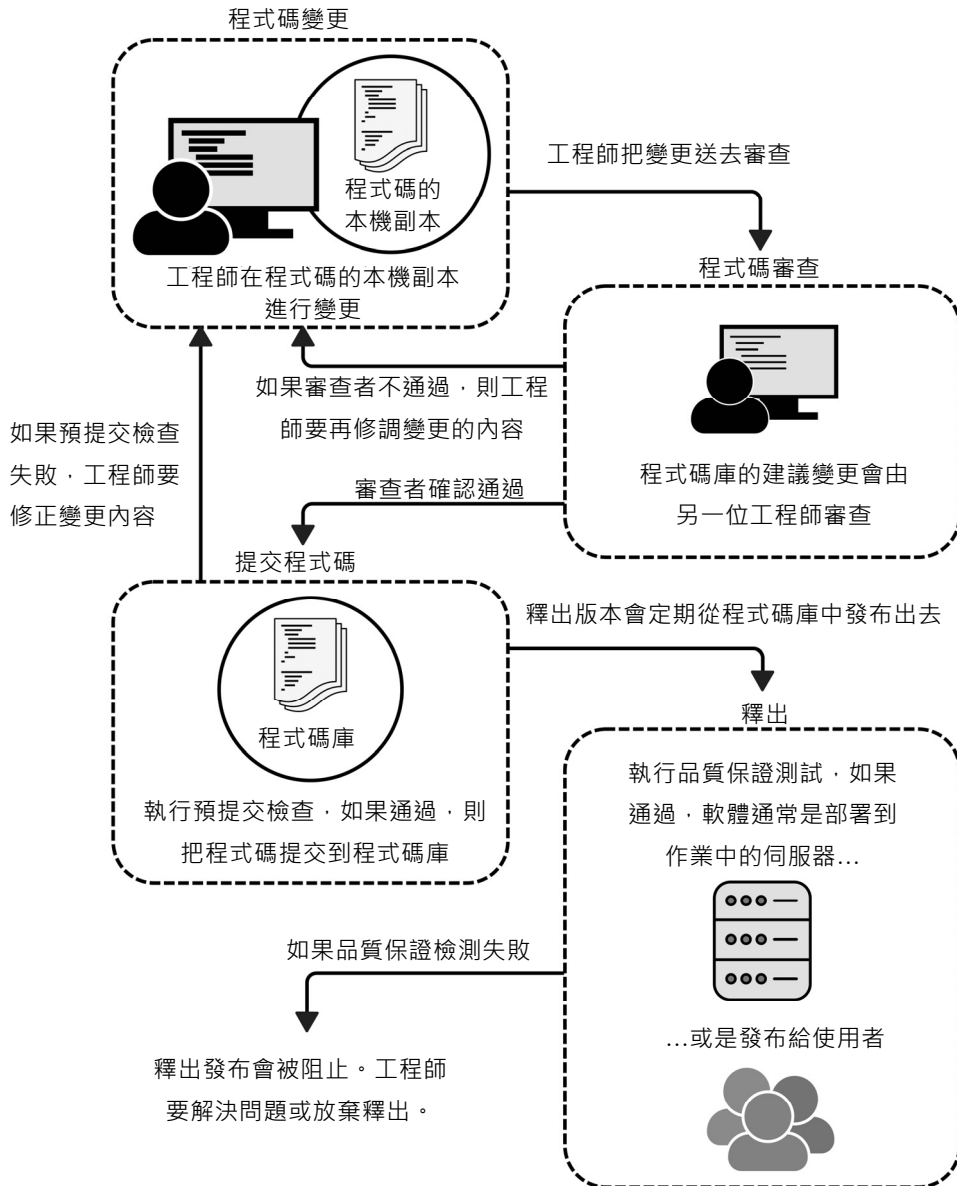 程式碼變更
程式碼的
本機副本
工程師在程式碼的本機副本
進行變更
工程師把變更送去審查
程式碼審查
程式碼庫的建議變更會由
另一位工程師審查
如果審查者不通過，則工程
師要再修調變更的內容
審查者確認通過
如果預提交檢查
失敗，工程師要
修正變更內容
提交程式碼
程式碼庫
執行預提交檢查，如果通過，則
把程式碼提交到程式碼庫
釋出版本會定期從程式碼庫中發布出去
釋出
執行品質保證測試，如果
通過，軟體通常是部署到
作業中的伺服器…
…或是發布給使用者
如果品質保證檢測失敗
釋出發布會被阻止。工程師
要解決問題或放棄釋出。